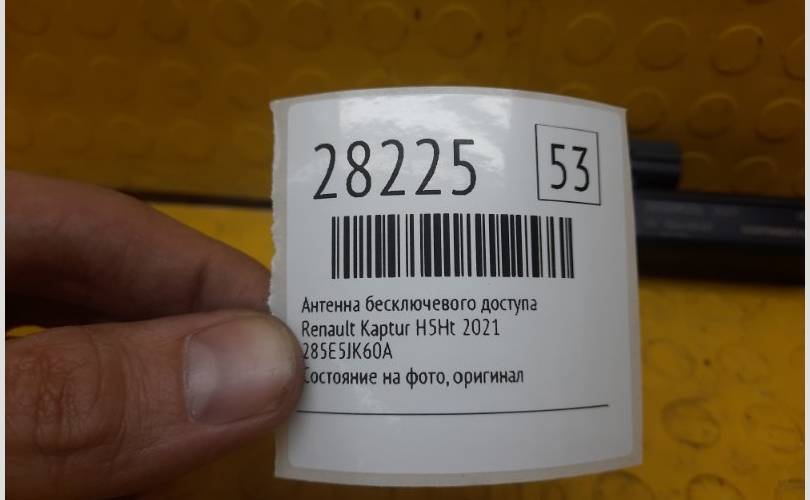 28225
53
Антенна бесключевого доступа
Renault Kaptur H5Ht 2021
285E5JK60A
Состояние на фото, оригинал